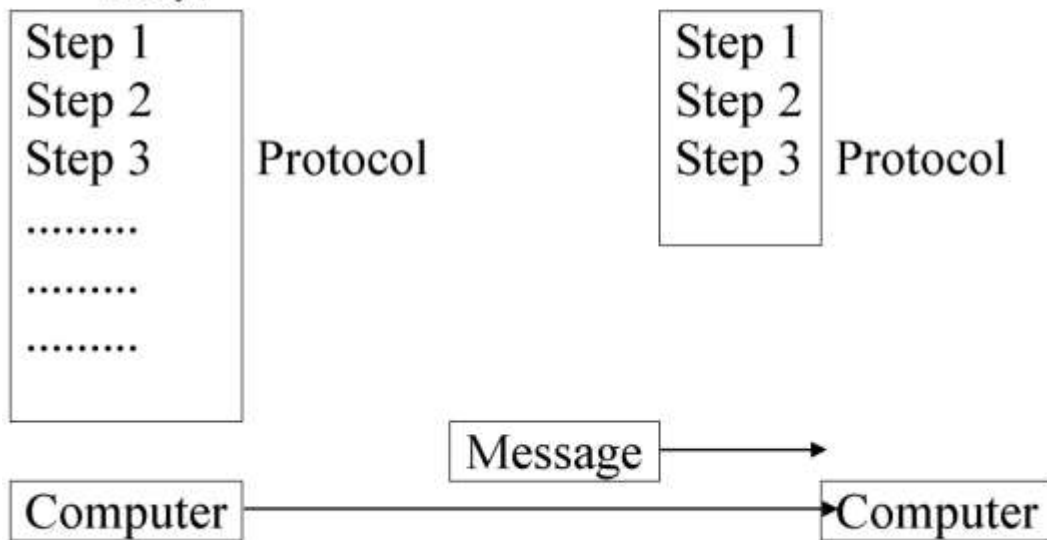 Step 1
Step 2
Step 3
Protocol
.........
.........
.........
Step 1
Step 2
Step 3
Protocol
Message
Computer
Computer